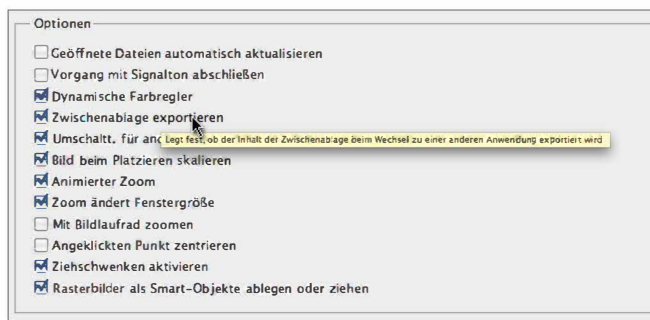 Optionen
Geöffnete Dateien automatisch aktualisieren
Vorgang mit Signalton abschließen
Dynamische Farbregler
Zwischenablage exportieren
Umschaltt. für and
Legt fest, ob der Inhalt der Zwischenablage beim Wechsel zu einer anderen Anwendung exportiert wird
Bild beim Platzieren skalieren
Animierter Zoom
Zoom ändert Fenstergröße
Mit Bildlaufrad zoomen
Angeklickten Punkt zentrieren
Ziehschwenken aktivieren
Rasterbilder als Smart-Objekte ablegen oder ziehen